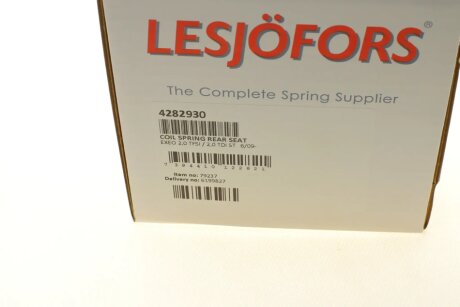 LESJÖFORS®
The Complete Spring Supplier
4282930
COIL SPRING REAR SEAT
EXEO 2,0 TFSI / 2,0 TDI ST 6/09-
Item no: 79237
Delivery no: 6199827